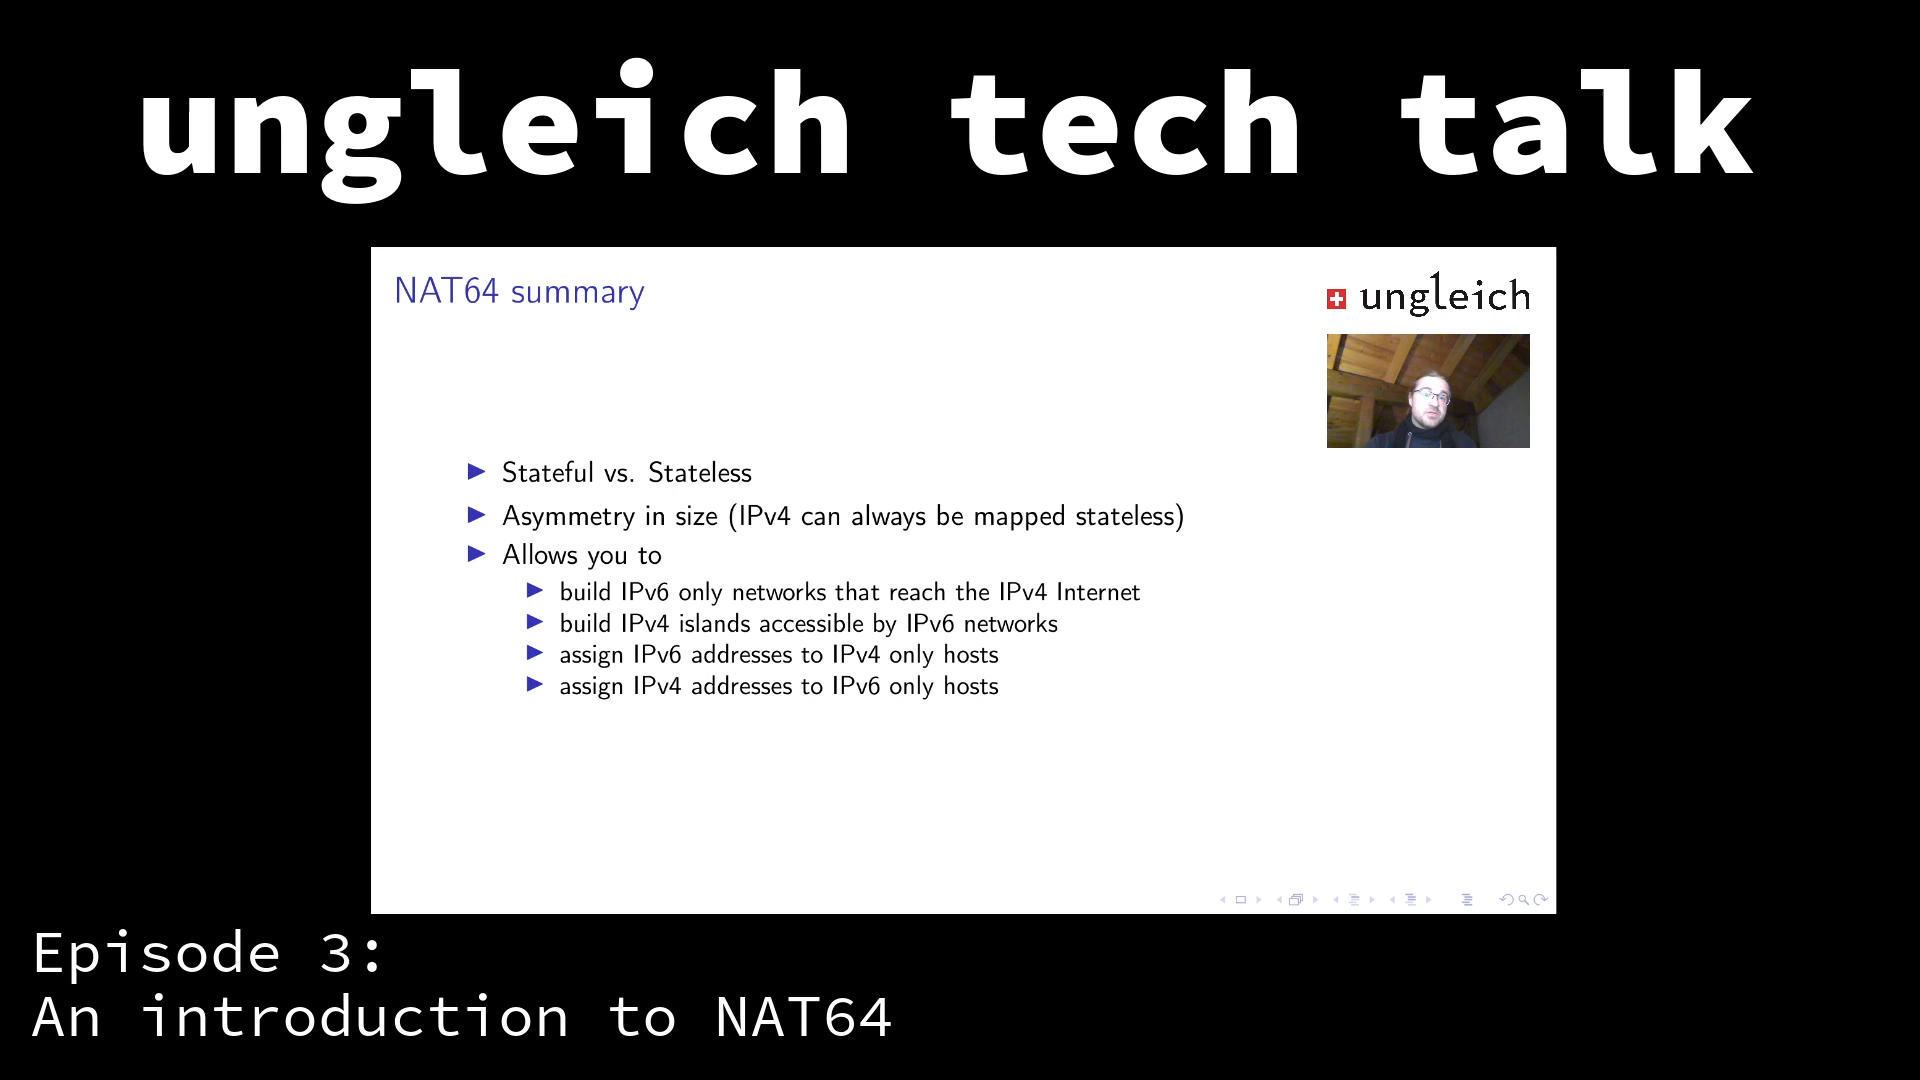 ungleich tech talk
NAT64 summary
ungleich
Stateful vs. Stateless
Asymmetry in size (IPv4 can always be mapped stateless)
Allows you to
build IPv6 only networks that reach the IPv4 Internet
build IPv4 islands accessible by IPv6 networks
assign IPv6 addresses to IPv4 only hosts
assign IPv4 addresses to IPv6 only hosts
Episode 3:
An introduction to NAT64